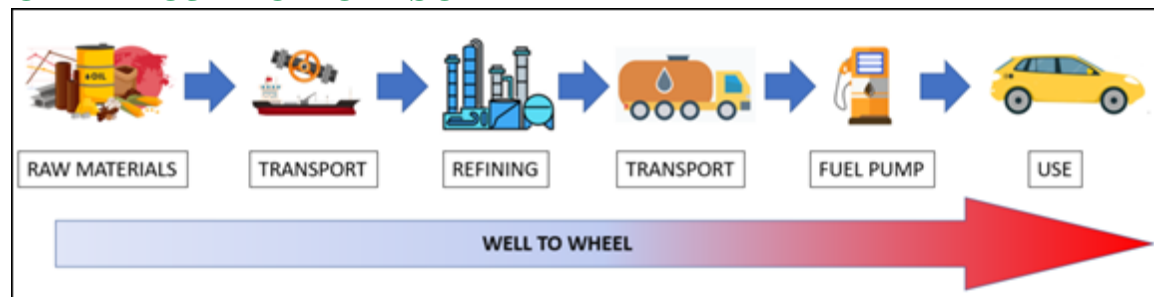 OIL
RAW MATERIALS
TRANSPORT
REFINING
TRANSPORT
FUEL PUMP
USE
WELL TO WHEEL